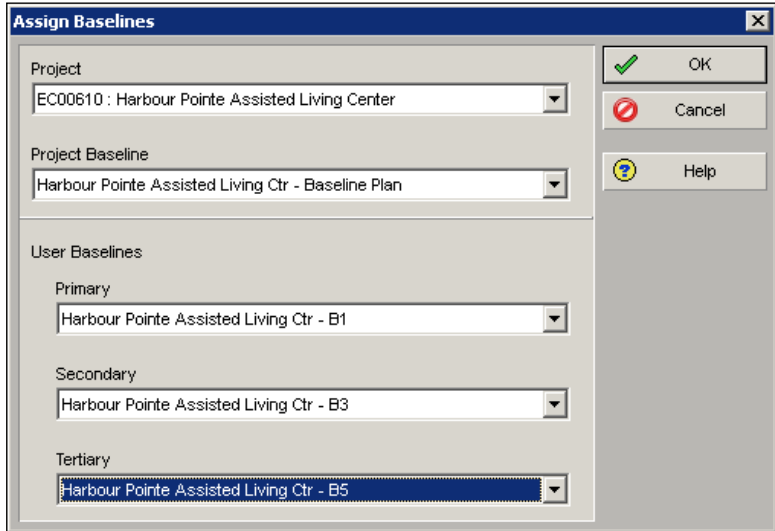 Assign Baselines
Project
EC00610 : Harbour Pointe Assisted Living Center
Project Baseline
Harbour Pointe Assisted Living Ctr - Baseline Plan
User Baselines
Primary
Harbour Pointe Assisted Living Ctr - B1
Secondary
Harbour Pointe Assisted Living Ctr - B3
Tertiary
Harbour Pointe Assisted Living Ctr - B5
OK
Cancel
Help